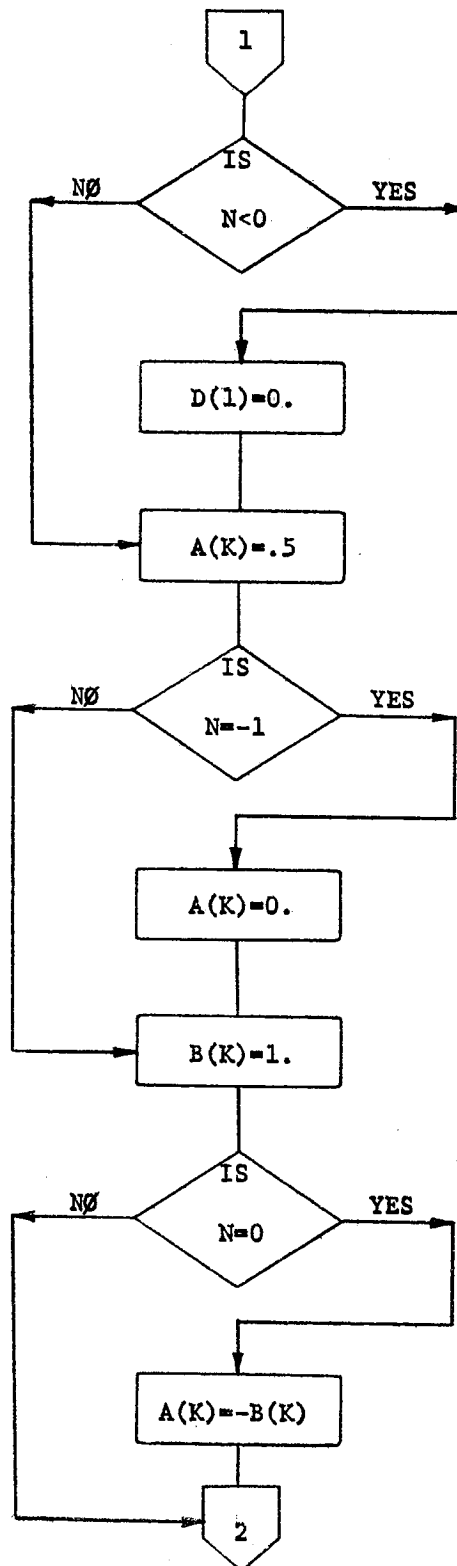 1
IS
NØ
YES
N<0
D(1)=0.
A(K)=.5
IS
NØ
YES
N=-1
A(K)=0.
B(K)=1.
IS
NØ
YES
N=0
A(K)=-B(K)
2